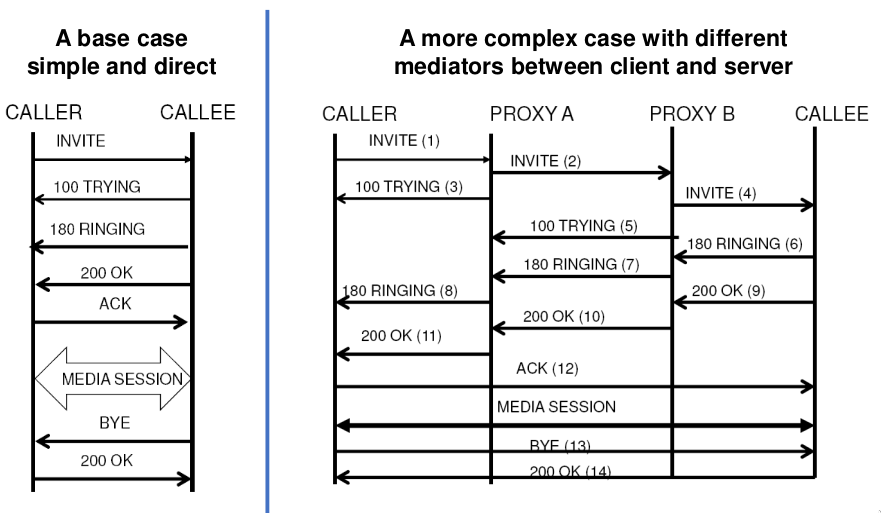 A base case
simple and direct
CALLER CALLEE
INVITE
100 TRYING
180 RINGING
200 OK
ACK
MEDIA SESSION
BYE
200 OK
A more complex case with different
mediators between client and server
CALLER PROXY A PROXY B CALLEE
INVITE (1)
INVITE (2)
100 TRYING (3)
INVITE (4)
100 TRYING (5)
180 RINGING (6)
180 RINGING (7)
180 RINGING (8)
200 OK (9)
200 OK (10)
200 OK (11)
ACK (12)
MEDIA SESSION
BYE (13)
200 OK (14)